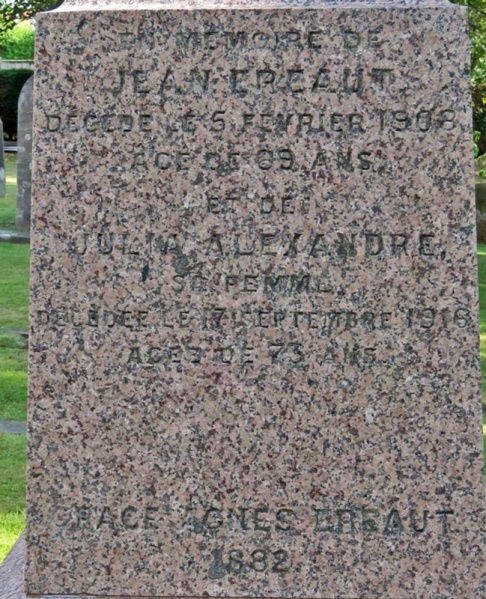 EN MÉMOIRE DE
JEAN EREAUT
DÉCÉDÉ LE 5 FÉVRIER 1908
AGÉ DE 69 ANS
ET DE
JULIA ALEXANDRE,
SA FEMME,
DÉCÉDÉE LE 17 SEPTEMBRE 1916
AGÉE DE 73 ANS
GRACE AGNES EREAUT
1882